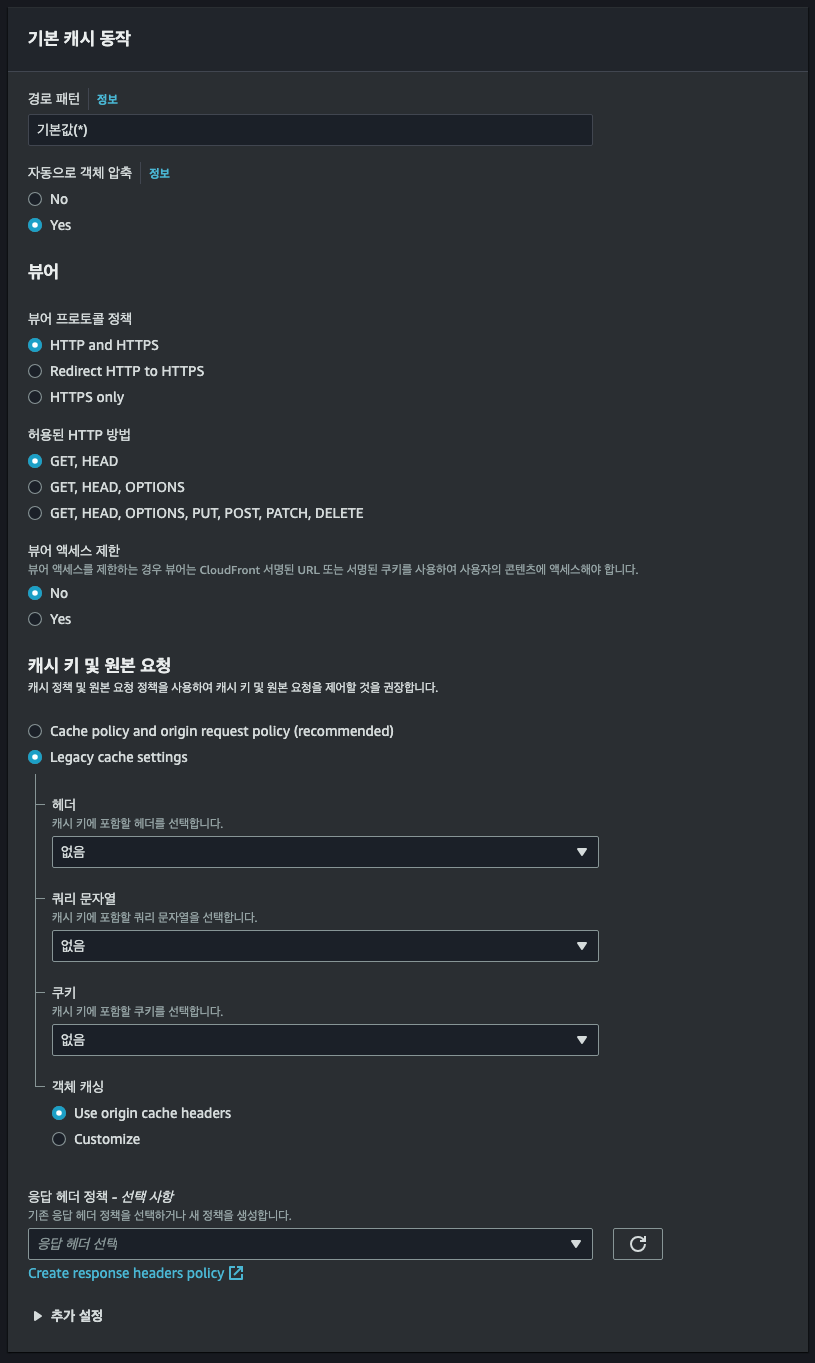 기본 캐시 동작
경로 패턴 정보
기본값(*)
자동으로 객체 압축 정보
No
Yes
뷰어
뷰어 프로토콜 정책
HTTP and HTTPS
Redirect HTTP to HTTPS
HTTPS only
허용된 HTTP 방법
GET, HEAD
GET, HEAD, OPTIONS
GET, HEAD, OPTIONS, PUT, POST, PATCH, DELETE
뷰어 액세스 제한
뷰어 액세스를 제한하는 경우 뷰어는 CloudFront 서명된 URL 또는 서명된 쿠키를 사용하여 사용자의 콘텐츠에 액세스해야 합니다.
No
Yes
캐시 키 및 원본 요청
캐시 정책 및 원본 요청 정책을 사용하여 캐시 키 및 원본 요청을 제어할 것을 권장합니다.
Cache policy and origin request policy (recommended)
Legacy cache settings
헤더
캐시 키에 포함할 헤더를 선택합니다.
없음
쿼리 문자열
캐시 키에 포함할 쿼리 문자열을 선택합니다.
없음
쿠키
캐시 키에 포함할 쿠키를 선택합니다.
없음
객체 캐싱
Use origin cache headers
Customize
응답 헤더 정책 - 선택 사항
기존 응답 헤더 정책을 선택하거나 새 정책을 생성합니다.
응답 헤더 선택
Create response headers policy
추가 설정